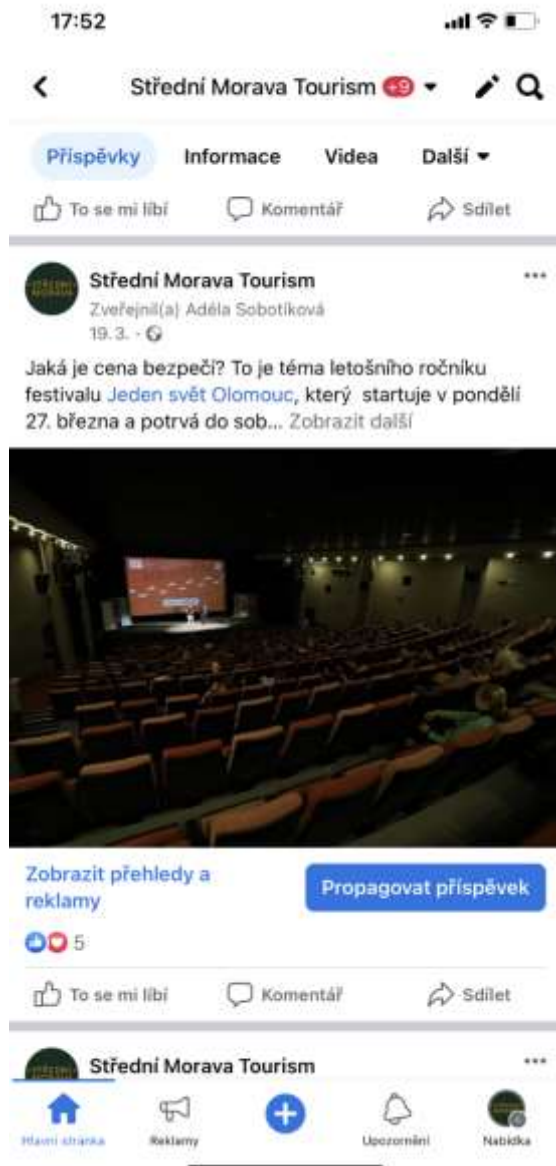 17:52
Střední Morava Tourism +9
Příspěvky Informace Videa Další
To se mi líbí Komentář Sdílet
Střední Morava Tourism
Zveřejnil(a) Adéla Sobotíková
19. 3. ·
Jaká je cena bezpečí? To je téma letošního ročníku
festivalu Jeden svět Olomouc, který startuje v pondělí
27. března a potrvá do sob... Zobrazit další
Zobrazit přehledy a
reklamy
Propagovat příspěvek
5
To se mi líbí Komentář Sdílet
Střední Morava Tourism
Hlavní stránka Reklamy Upozornění Nabídka